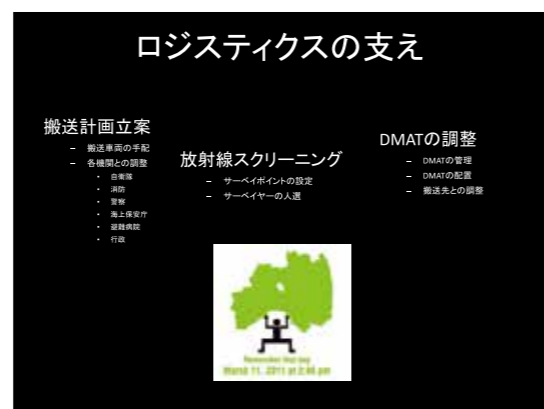 ロジスティクスの支え
搬送計画立案
– 搬送車両の手配
– 各機関との調整
• 自衛隊
• 消防
• 警察
• 海上保安庁
• 避難病院
• 行政
放射線スクリーニング
– サーベイポイントの設定
– サーベイヤーの人選
DMATの調整
– DMATの管理
– DMATの配置
– 搬送先との調整
Remember that day
March 11, 2011 at 2:46 pm